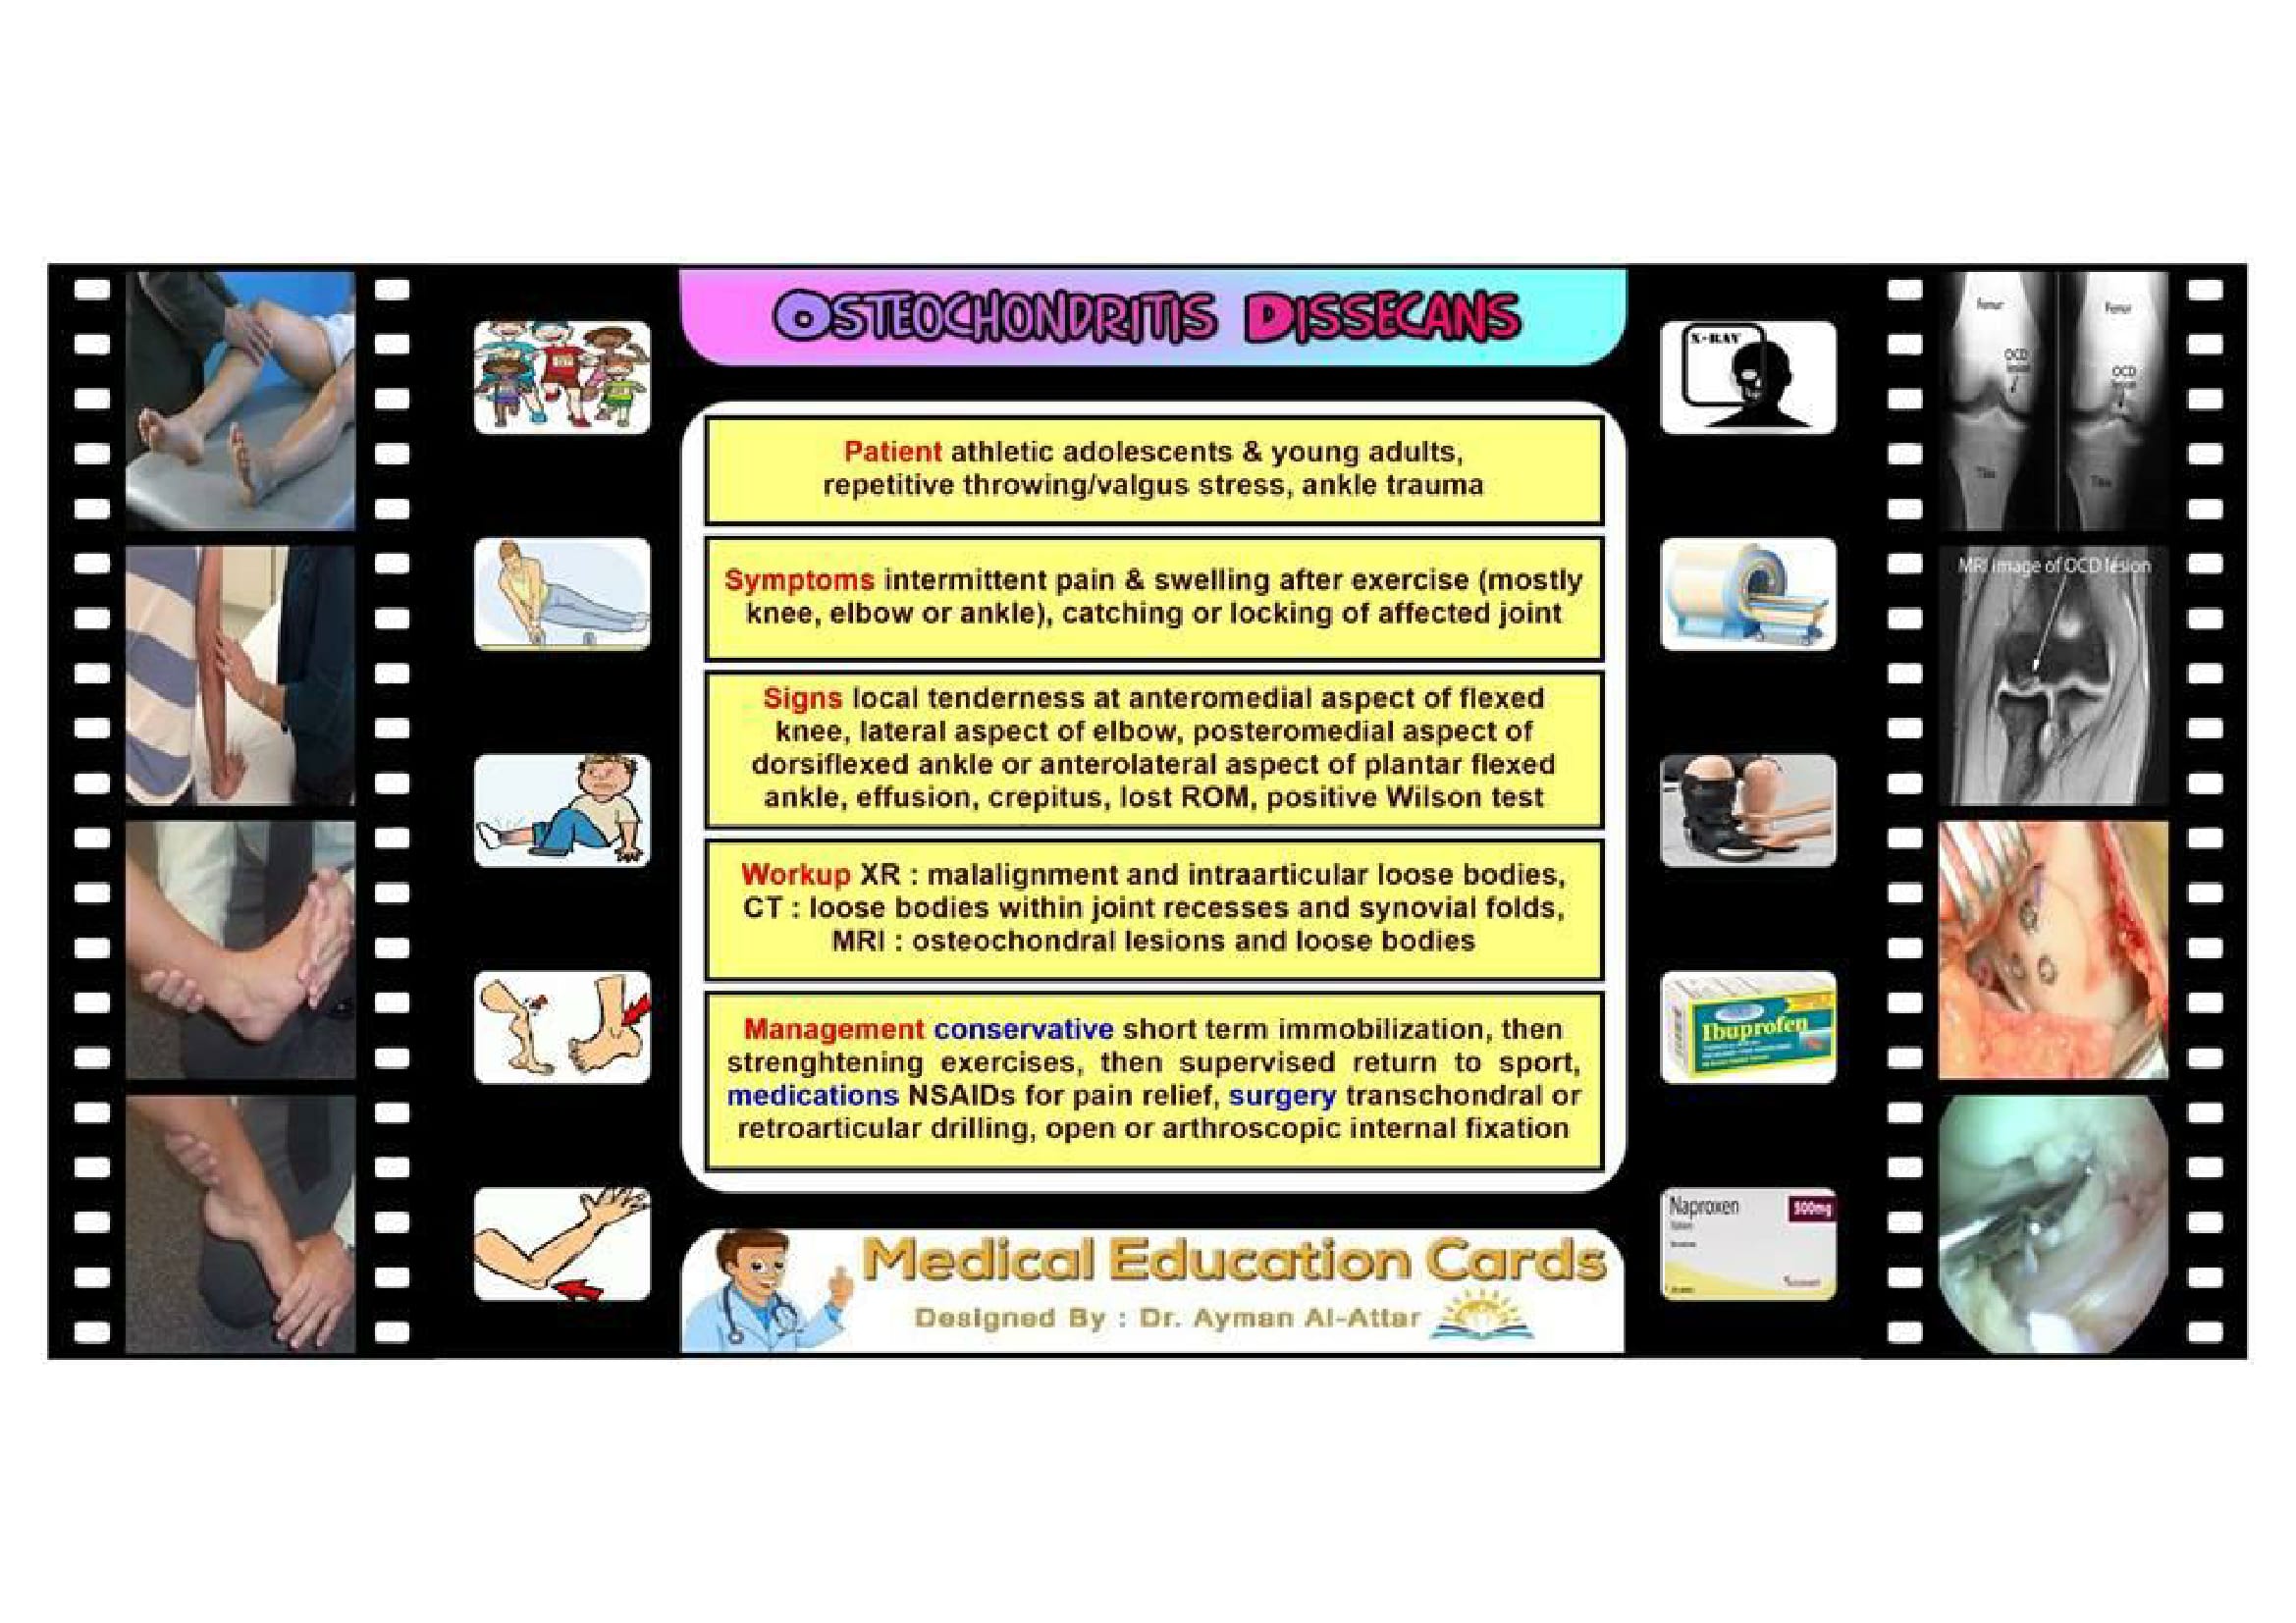 OSTEOCHONDRITIS DISSECANS
Patient athletic adolescents & young adults,
repetitive throwing/valgus stress, ankle trauma
Symptoms intermittent pain & swelling after exercise (mostly
knee, elbow or ankle), catching or locking of affected joint
Signs local tenderness at anteromedial aspect of flexed
knee, lateral aspect of elbow, posteromedial aspect of
dorsiflexed ankle or anterolateral aspect of plantar flexed
ankle, effusion, crepitus, lost ROM, positive Wilson test
Workup XR : malalignment and intraarticular loose bodies,
CT : loose bodies within joint recesses and synovial folds,
MRI : osteochondral lesions and loose bodies
Management conservative short term immobilization, then
strenghtening exercises, then supervised return to sport,
medications NSAIDs for pain relief, surgery transchondral or
retroarticular drilling, open or arthroscopic internal fixation
Medical Education Cards
Designed By : Dr. Ayman Al-Attar
X-RAY
Ibuprofen
Naproxen
500mg
Femur
Femur
OCD
lesion
OCD
lesion
MRI image of OCD lesion